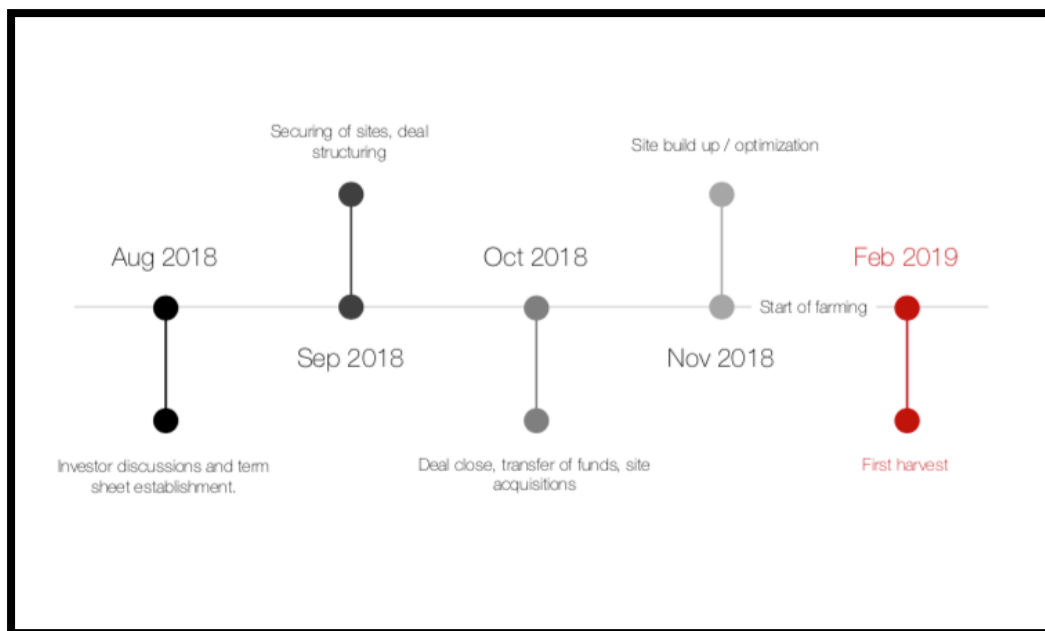 Securing of sites, deal
structuring
Site build up / optimization
Aug 2018
Oct 2018
Feb 2019
Start of farming
Sep 2018
Nov 2018
Investor discussions and term
sheet establishment.
Deal close, transfer of funds, site
acquisitions
First harvest